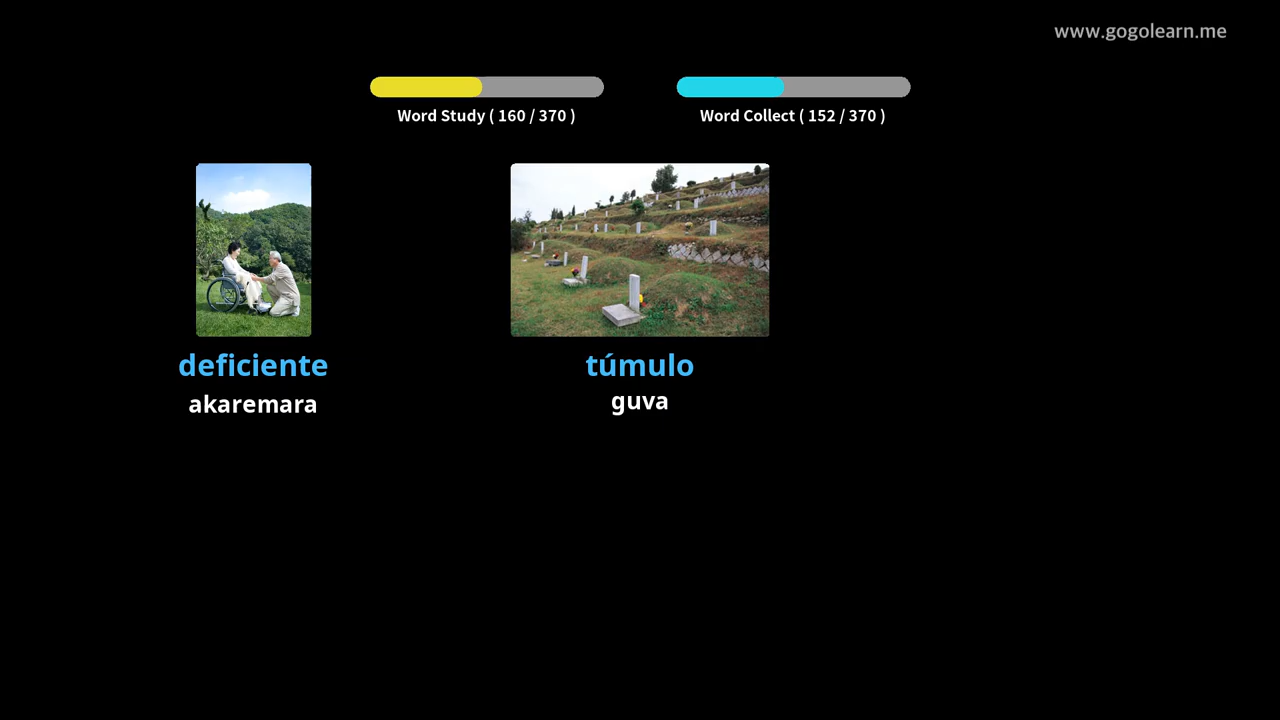 www.gogolearn.me
Word Study ( 160 / 370 )
Word Collect ( 152 / 370 )
deficiente
akaremara
túmulo
guva